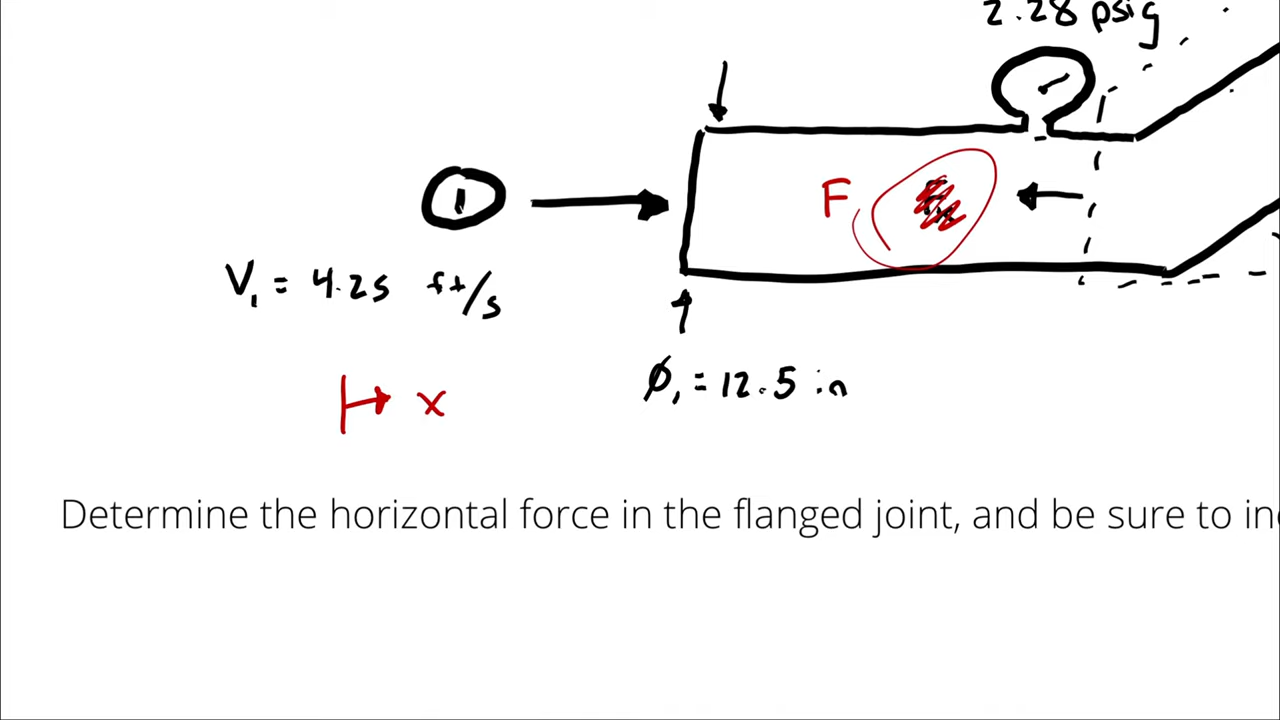 2.28 psig
1
F
V₁ = 4.25 ft/s
Ø₁ = 12.5 in
x
Determine the horizontal force in the flanged joint, and be sure to in